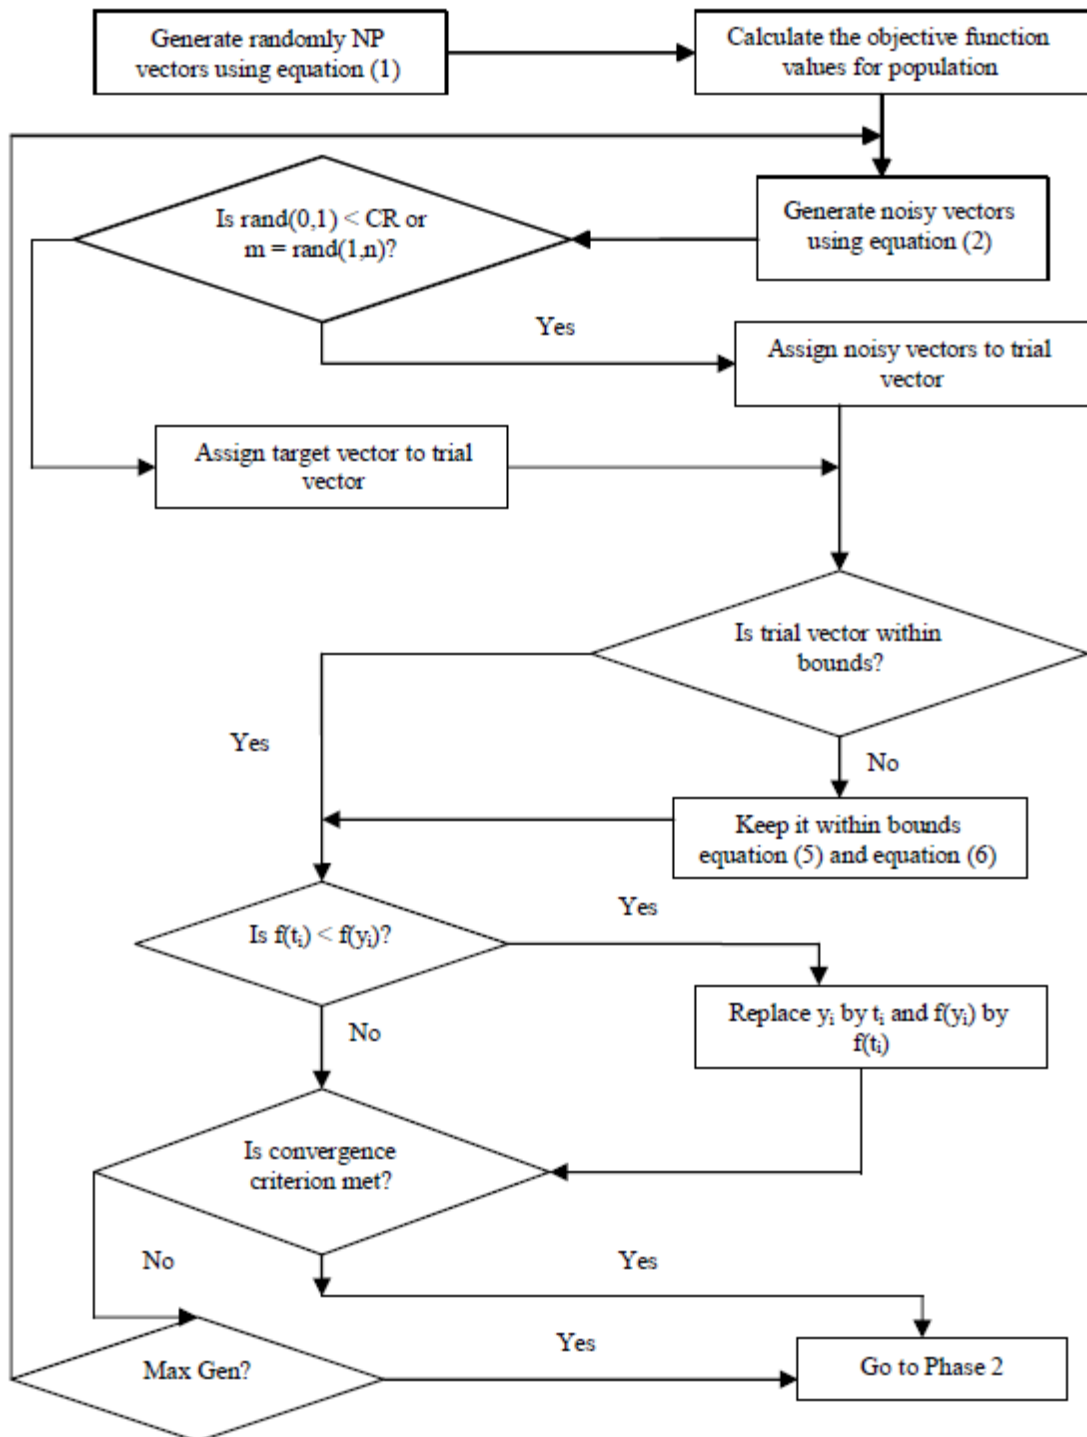 Generate randomly NP
vectors using equation (1)
Calculate the objective function
values for population
Is rand(0,1) < CR or
m = rand(1,n)?
Generate noisy vectors
using equation (2)
Yes
Assign noisy vectors to trial
vector
Assign target vector to trial
vector
Is trial vector within
bounds?
Yes
No
Keep it within bounds
equation (5) and equation (6)
Yes
Is f(tᵢ) < f(yᵢ)?
Replace yᵢ by tᵢ and f(yᵢ) by
f(tᵢ)
No
Is convergence
criterion met?
No
Yes
Yes
Max Gen?
Go to Phase 2